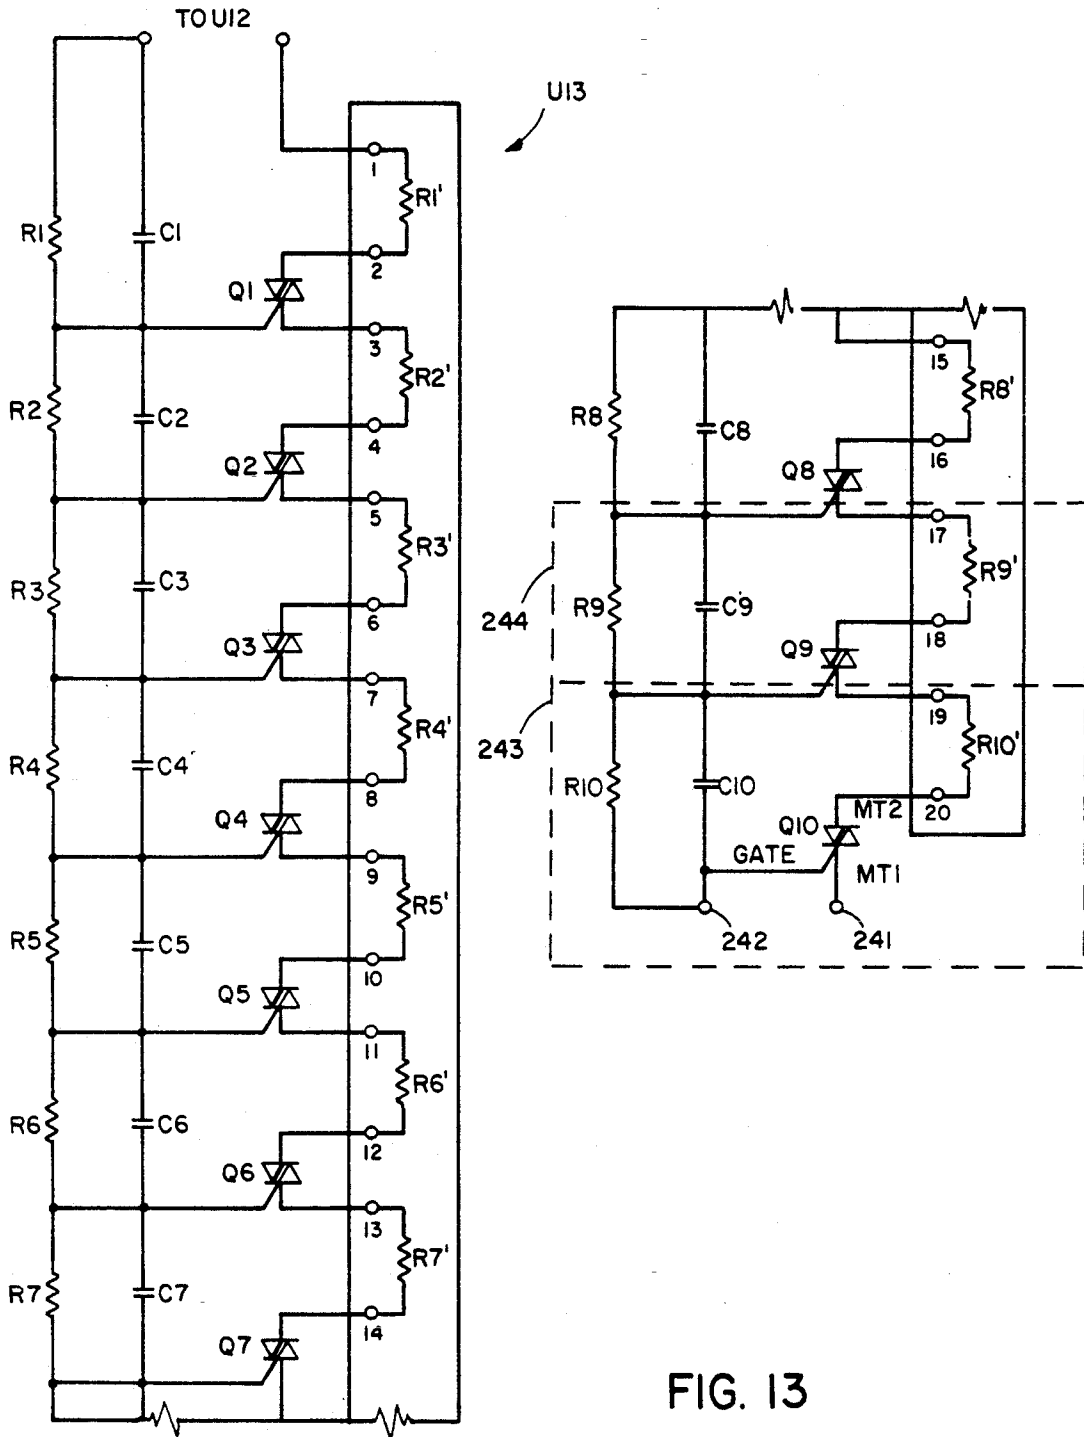 TO U12
U13
1
R1'
R1
C1
2
Q1
3
R2'
R2
C2
4
Q2
5
R3'
R3
C3
6
Q3
7
R4'
R4
C4
8
Q4
9
R5'
R5
C5
10
Q5
11
R6'
R6
C6
12
Q6
13
R7'
R7
C7
14
Q7
15
R8'
R8
C8
16
Q8
17
R9'
244
R9
C9
18
Q9
19
243
R10'
R10
C10
MT2
20
Q10
GATE
MT1
242
241
FIG. 13